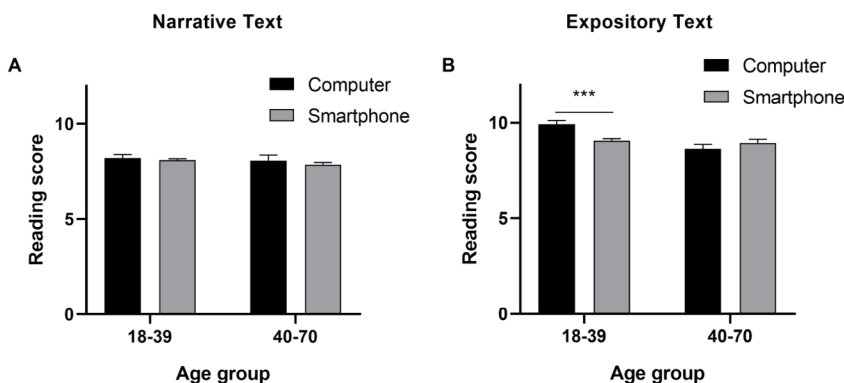 Narrative Text
A
Computer
Smartphone
Reading score
10
5
0
18-39
40-70
Age group
Expository Text
B
Computer
Smartphone
***
Reading score
10
5
0
18-39
40-70
Age group